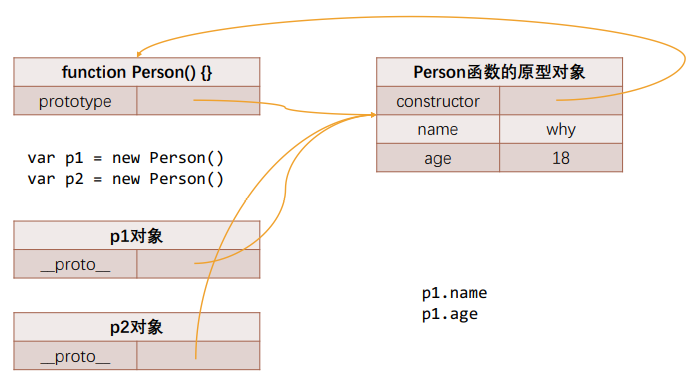 function Person() {}
prototype
Person函数的原型对象
constructor
name why
age 18
var p1 = new Person()
var p2 = new Person()
p1对象
__proto__
p2对象
__proto__
p1.name
p1.age